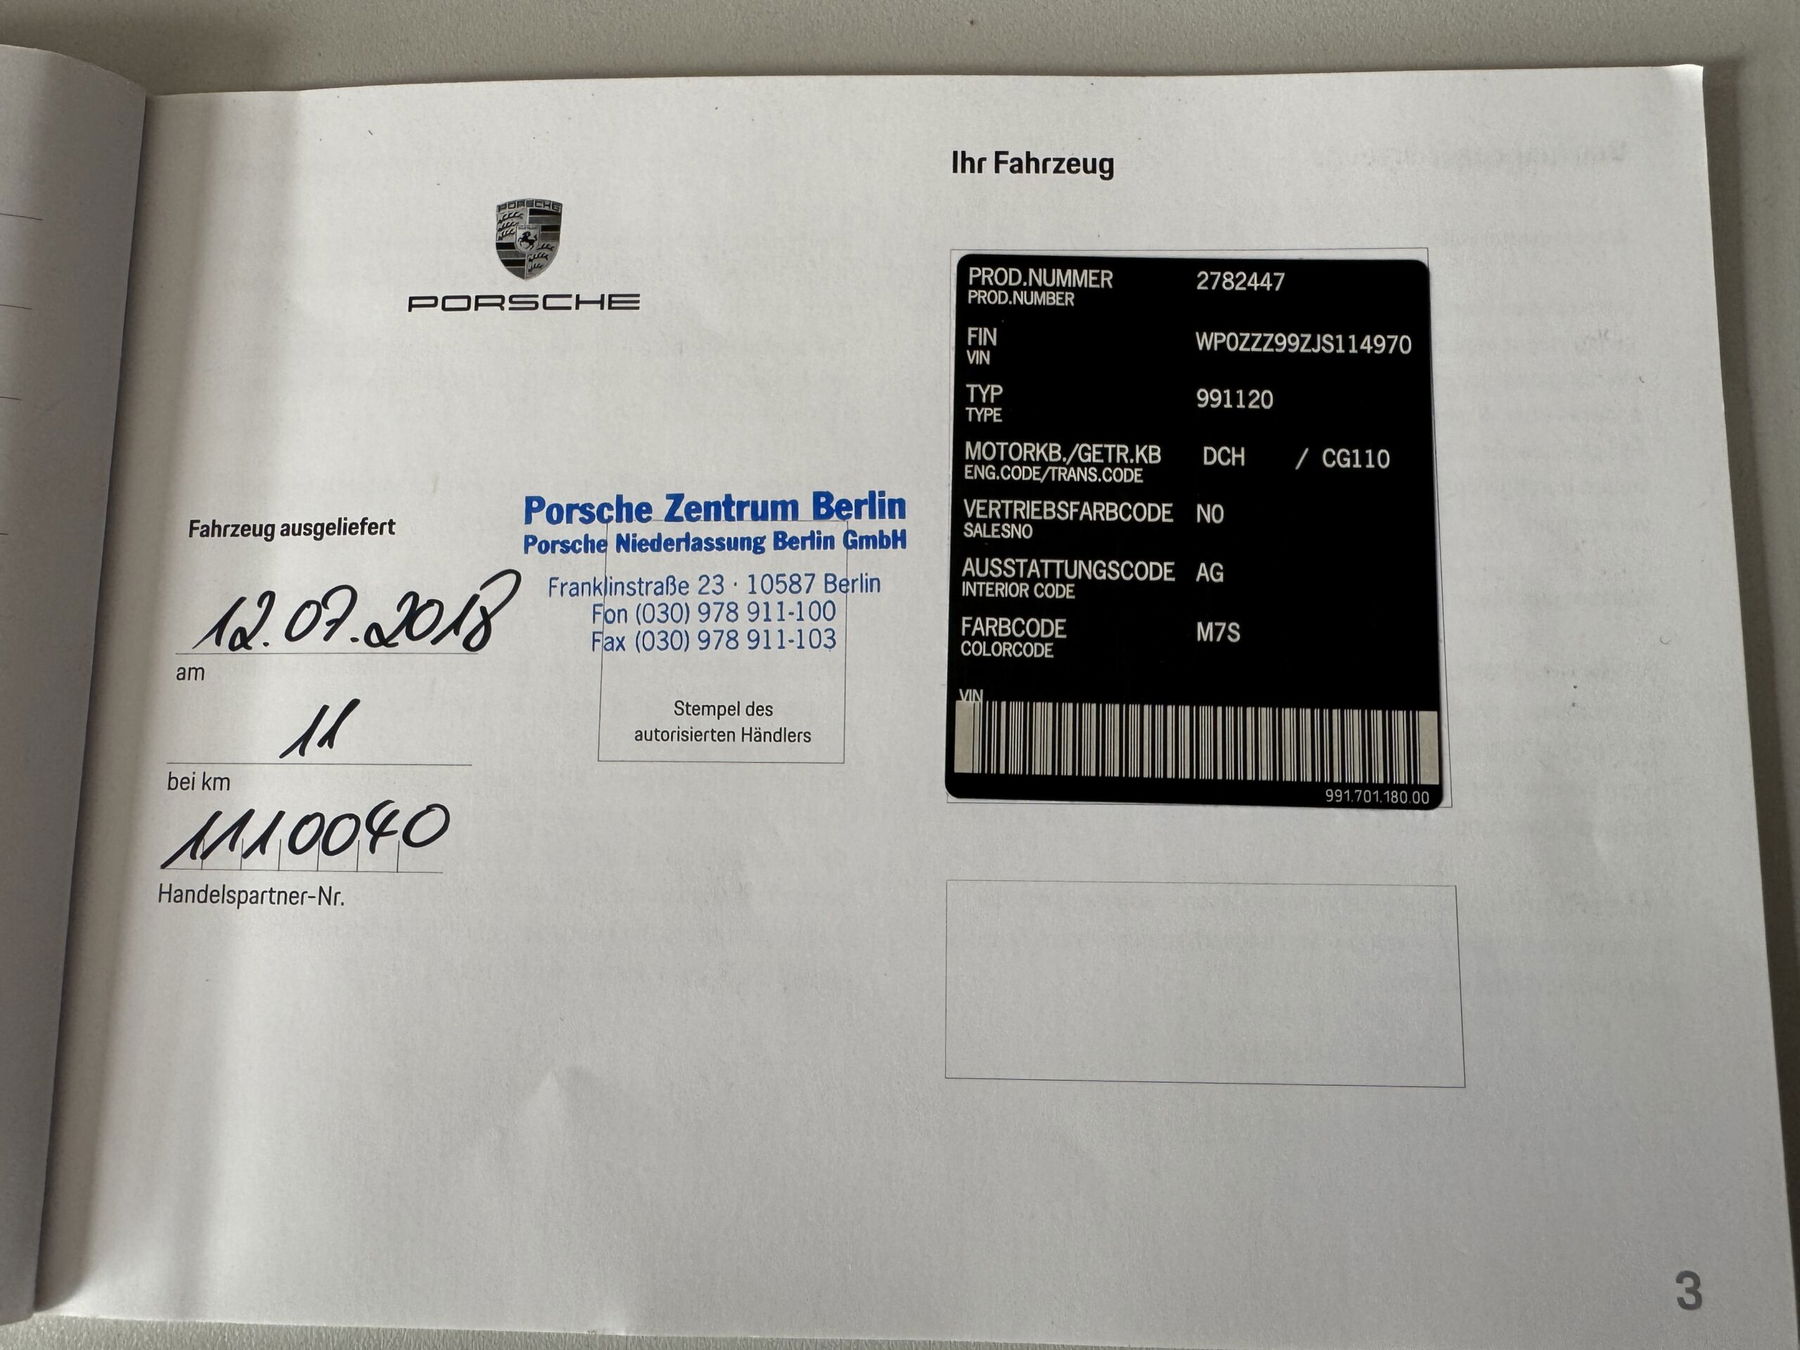 PORSCHE
PORSCHE
Fahrzeug ausgeliefert
12.07.2018
am
11
bei km
1110040
Handelspartner-Nr.
Porsche Zentrum Berlin
Porsche Niederlassung Berlin GmbH
Franklinstraße 23 · 10587 Berlin
Fon (030) 978 911-100
Fax (030) 978 911-103
Stempel des
autorisierten Händlers
Ihr Fahrzeug
PROD.NUMMER 2782447
PROD.NUMBER
FIN WP0ZZZ99ZJS114970
VIN
TYP 991120
TYPE
MOTORKB./GETR.KB DCH / CG110
ENG.CODE/TRANS.CODE
VERTRIEBSFARBCODE N0
SALESNO
AUSSTATTUNGSCODE AG
INTERIOR CODE
FARBCODE M7S
COLORCODE
VIN
991.701.180.00
3